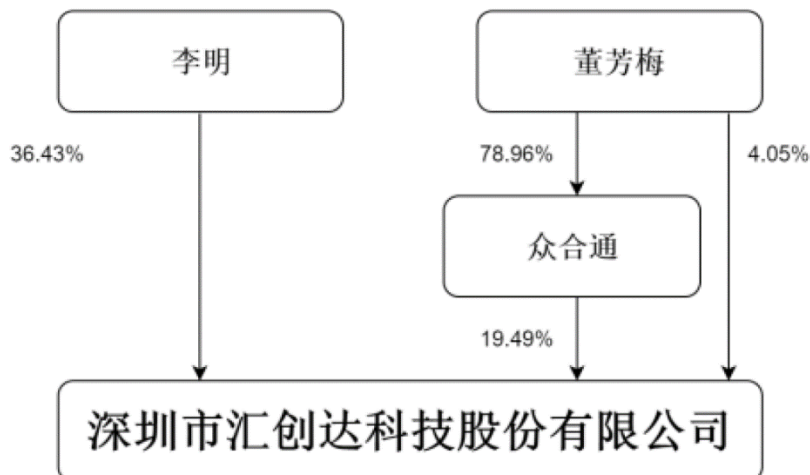 李明
董芳梅
36.43%
78.96%
4.05%
众合通
19.49%
深圳市汇创达科技股份有限公司